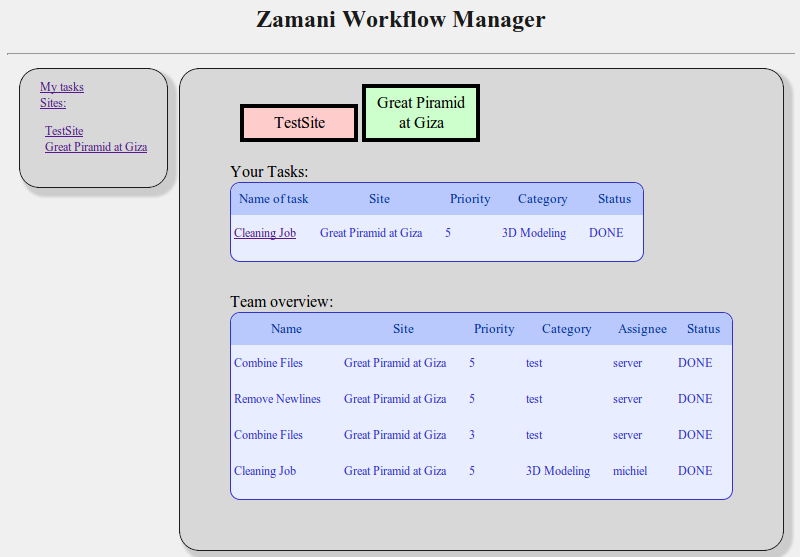 Zamani Workflow Manager
My tasks
Sites:
TestSite
Great Piramid at Giza
TestSite
Great Piramid
at Giza
Your Tasks:
Name of task Site Priority Category Status
Cleaning Job Great Piramid at Giza 5 3D Modeling DONE
Team overview:
Name Site Priority Category Assignee Status
Combine Files Great Piramid at Giza 5 test server DONE
Remove Newlines Great Piramid at Giza 5 test server DONE
Combine Files Great Piramid at Giza 3 test server DONE
Cleaning Job Great Piramid at Giza 5 3D Modeling michiel DONE